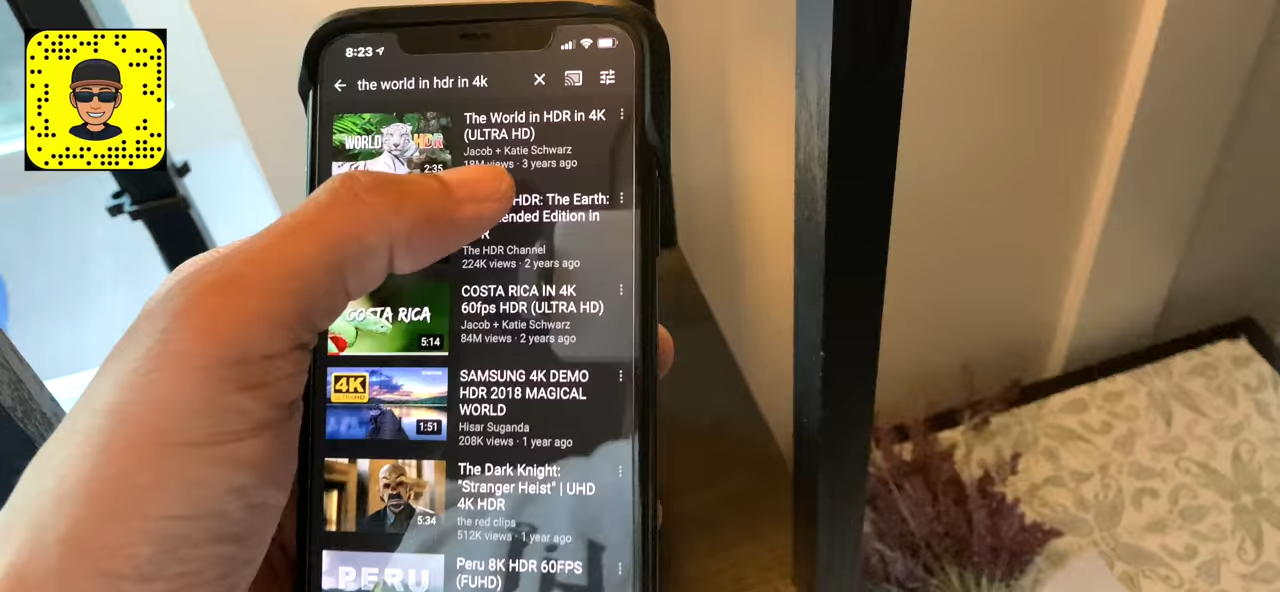 8:23
the world in hdr in 4k
The World in HDR in 4K
(ULTRA HD)
Jacob + Katie Schwarz
18M views · 3 years ago
WORLD HDR
2:35
HDR: The Earth:
ended Edition in
R
The HDR Channel
224K views · 2 years ago
COSTA RICA IN 4K
60fps HDR (ULTRA HD)
Jacob + Katie Schwarz
84M views · 2 years ago
COSTA RICA
5:14
SAMSUNG 4K DEMO
HDR 2018 MAGICAL
WORLD
Hisar Suganda
208K views · 1 year ago
4K
ULTRA HD
1:51
The Dark Knight:
"Stranger Heist" | UHD
4K HDR
the red clips
512K views · 1 year ago
5:34
Peru 8K HDR 60FPS
(FUHD)
PERU